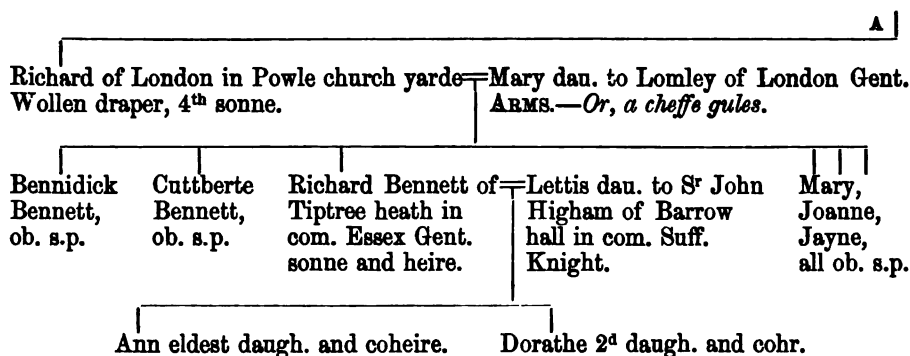 A
Richard of London in Powle church yarde
Wollen draper, 4th sonne.
Mary dau. to Lomley of London Gent.
ARMS.—Or, a cheffe gules.
Bennidick
Bennett,
ob. s.p.
Cuttberte
Bennett,
ob. s.p.
Richard Bennett of
Tiptree heath in
com. Essex Gent.
sonne and heire.
Lettis dau. to Sr John
Higham of Barrow
hall in com. Suff.
Knight.
Mary,
Joanne,
Jayne,
all ob. s.p.
Ann eldest daugh. and coheire.
Dorathe 2d daugh. and cohr.